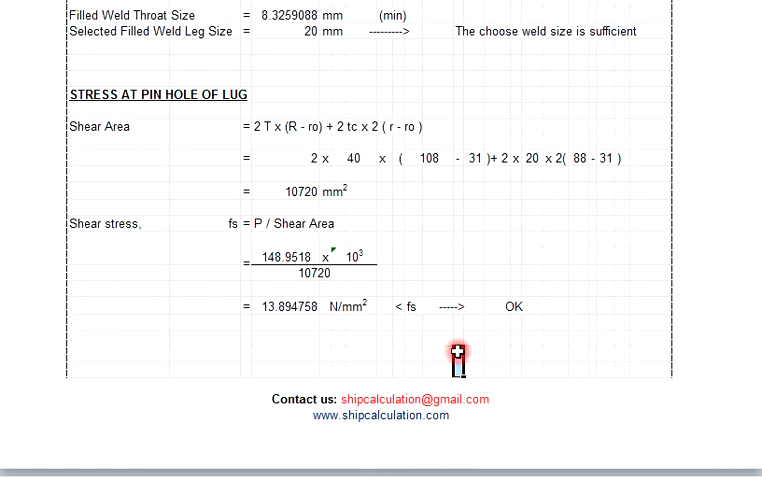 Filled Weld Throat Size = 8.3259088 mm (min)
Selected Filled Weld Leg Size = 20 mm ---------> The choose weld size is sufficient
STRESS AT PIN HOLE OF LUG
Shear Area = 2 T x (R - ro) + 2 tc x 2 ( r - ro )
= 2 x 40 x ( 108 - 31 )+ 2 x 20 x 2( 88 - 31 )
= 10720 mm²
Shear stress, fs = P / Shear Area
= 148.9518 x 10³
10720
= 13.894758 N/mm² < fs -----> OK
Contact us: shipcalculation@gmail.com
www.shipcalculation.com